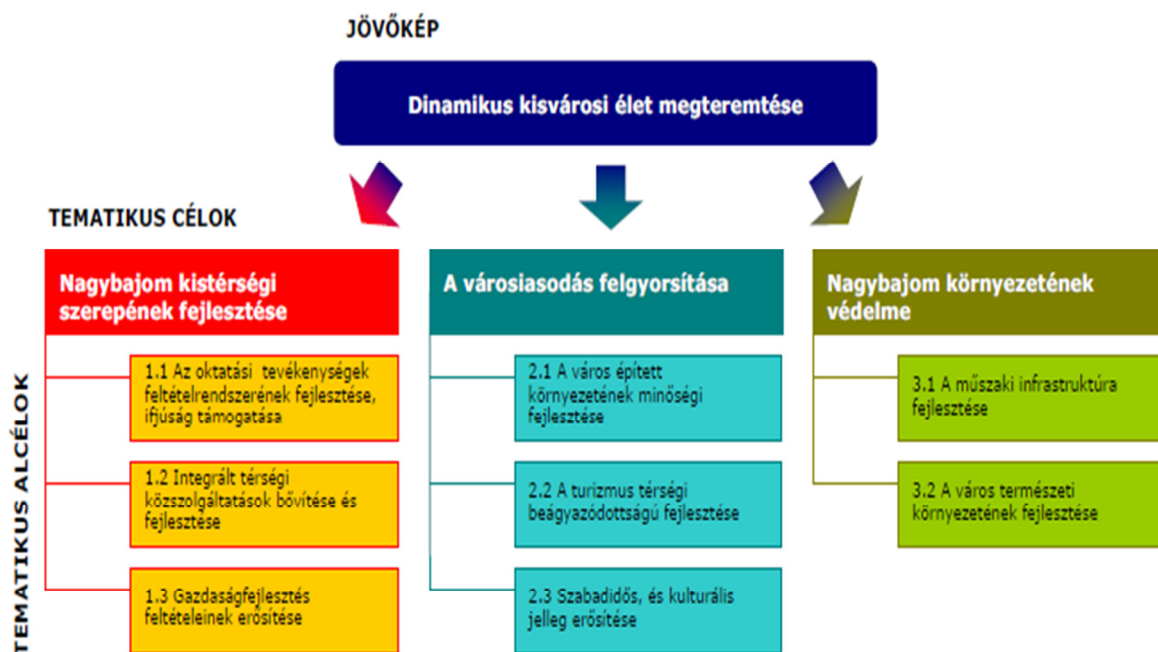 JÖVŐKÉP
Dinamikus kisvárosi élet megteremtése
TEMATIKUS CÉLOK
Nagybajom kistérségi
szerepének fejlesztése
A városiasodás felgyorsítása
Nagybajom környezetének
védelme
TEMATIKUS ALCÉLOK
1.1 Az oktatási tevékenységek
feltételrendszerének fejlesztése,
ifjúság támogatása
1.2 Integrált térségi
közszolgáltatások bővítése és
fejlesztése
1.3 Gazdaságfejlesztés
feltételeinek erősítése
2.1 A város épített
környezetének minőségi
fejlesztése
2.2 A turizmus térségi
beágyazódottságú fejlesztése
2.3 Szabadidős, és kulturális
jelleg erősítése
3.1 A műszaki infrastruktúra
fejlesztése
3.2 A város természeti
környezetének fejlesztése